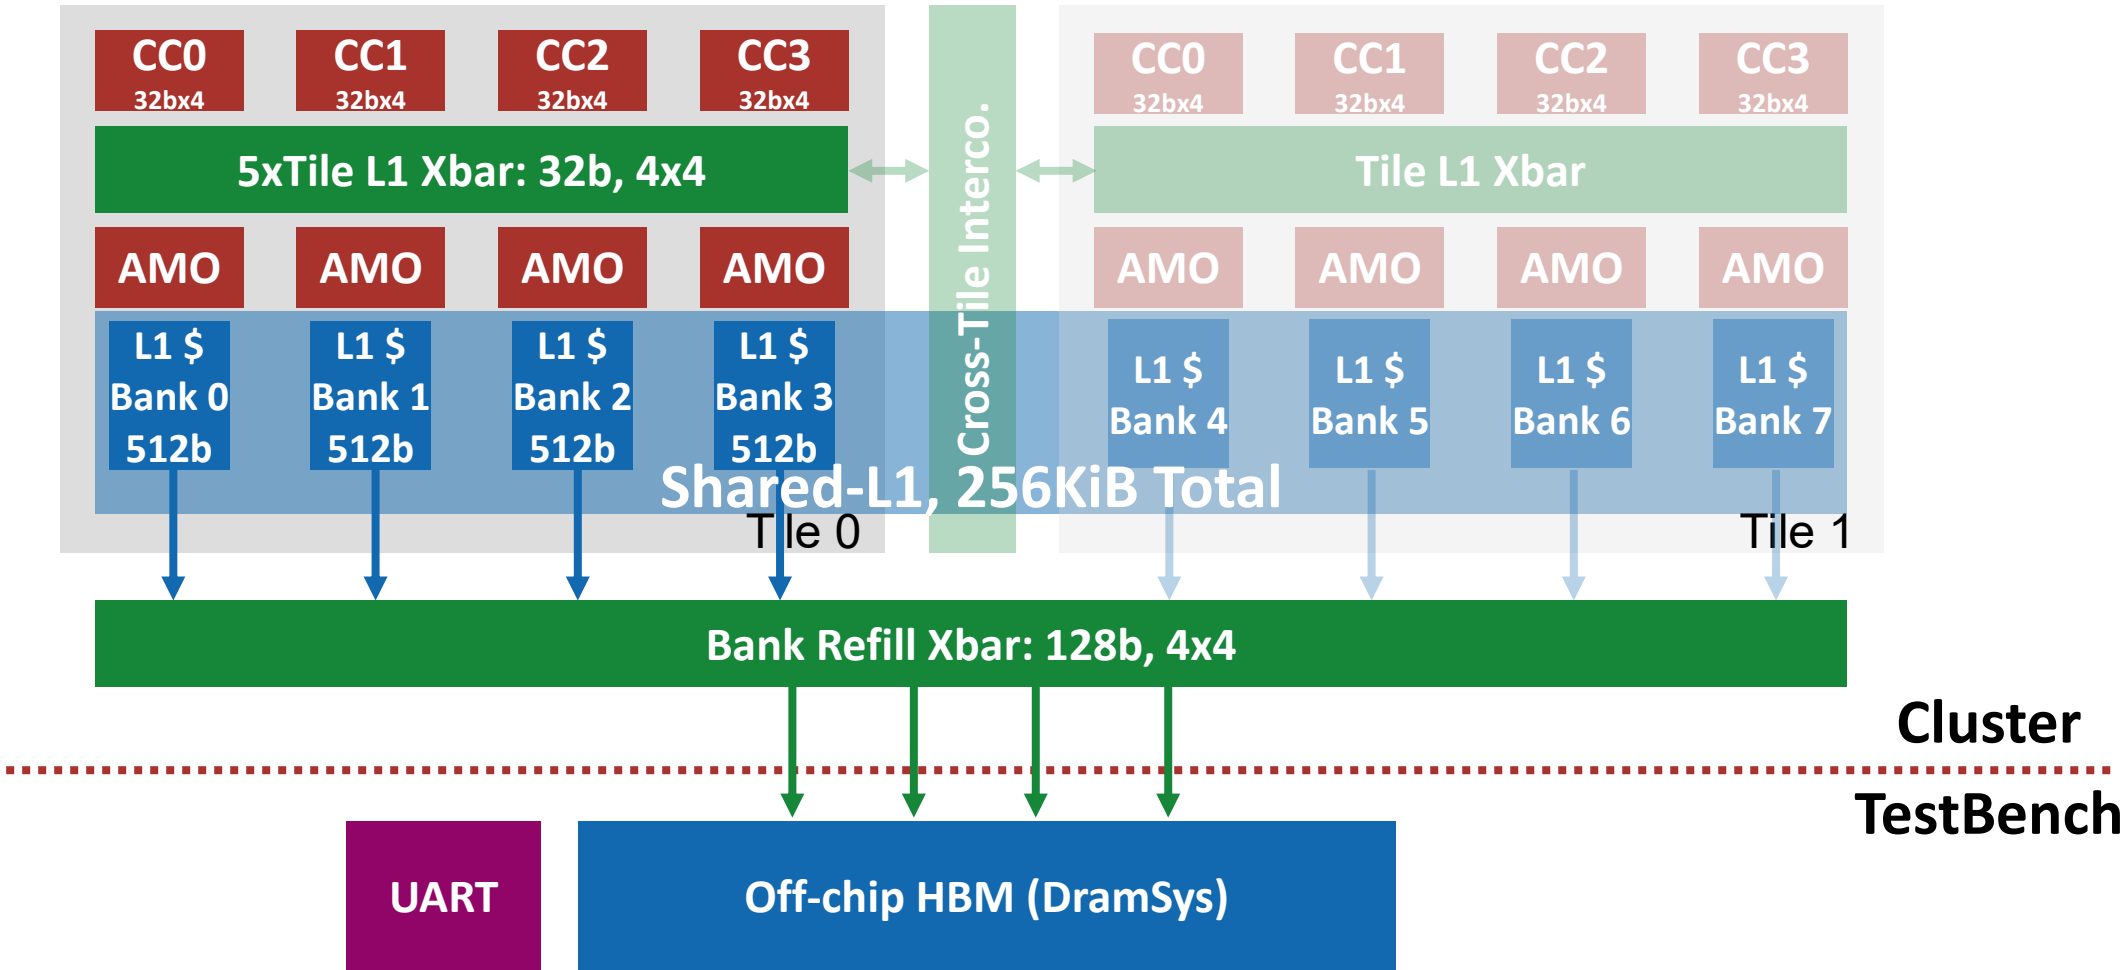 CC0
32bx4
CC1
32bx4
CC2
32bx4
CC3
32bx4
5xTile L1 Xbar: 32b, 4x4
AMO
AMO
AMO
AMO
L1 $
Bank 0
512b
L1 $
Bank 1
512b
L1 $
Bank 2
512b
L1 $
Bank 3
512b
Tile 0
Cross-Tile Interco.
CC0
32bx4
CC1
32bx4
CC2
32bx4
CC3
32bx4
Tile L1 Xbar
AMO
AMO
AMO
AMO
L1 $
Bank 4
L1 $
Bank 5
L1 $
Bank 6
L1 $
Bank 7
Tile 1
Shared-L1, 256KiB Total
Bank Refill Xbar: 128b, 4x4
Cluster
TestBench
UART
Off-chip HBM (DramSys)